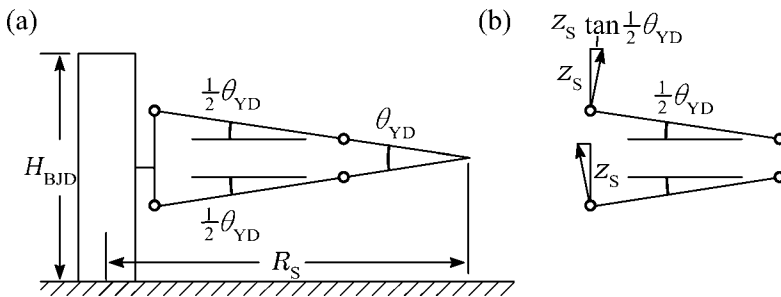 (a)
½θ_YD
θ_YD
H_BJD
½θ_YD
R_S
(b)
z_S tan ½θ_YD
z_S
½θ_YD
z_S